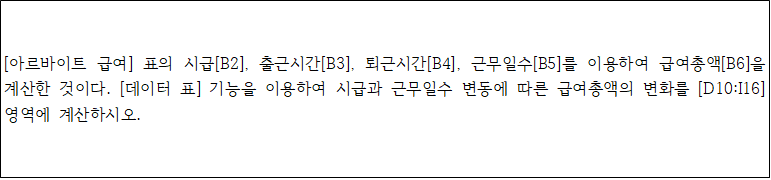 [아르바이트 급여] 표의 시급[B2], 출근시간[B3], 퇴근시간[B4], 근무일수[B5]를 이용하여 급여총액[B6]을
계산한 것이다. [데이터 표] 기능을 이용하여 시급과 근무일수 변동에 따른 급여총액의 변화를 [D10:I16]
영역에 계산하시오.